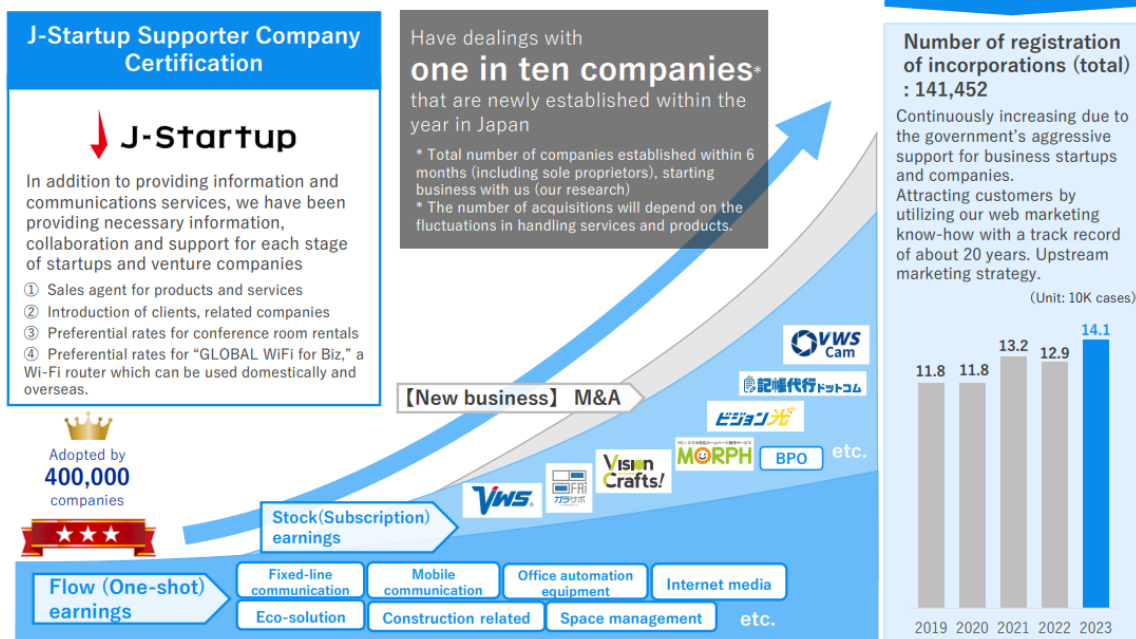 J-Startup Supporter Company
Certification
J-Startup
In addition to providing information and
communications services, we have been
providing necessary information,
collaboration and support for each stage
of startups and venture companies
① Sales agent for products and services
② Introduction of clients, related companies
③ Preferential rates for conference room rentals
④ Preferential rates for “GLOBAL WiFi for Biz,” a
Wi-Fi router which can be used domestically and
overseas.
Adopted by
400,000
companies
Have dealings with
one in ten companies*
that are newly established within the
year in Japan
* Total number of companies established within 6
months (including sole proprietors), starting
business with us (our research)
* The number of acquisitions will depend on the
fluctuations in handling services and products.
【New business】 M&A
VWS
Cam
記帳代行ドットコム
ビジョン光
MORPH
BPO
etc.
Vision
Crafts!
FAi
ガラサポ
VWS®
Stock(Subscription)
earnings
Flow (One-shot)
earnings
Fixed-line
communication
Mobile
communication
Office automation
equipment
Internet media
Eco-solution
Construction related
Space management
etc.
Number of registration
of incorporations (total)
: 141,452
Continuously increasing due to
the government’s aggressive
support for business startups
and companies.
Attracting customers by
utilizing our web marketing
know-how with a track record
of about 20 years. Upstream
marketing strategy.
(Unit: 10K cases)
11.8 11.8 13.2 12.9 14.1
2019 2020 2021 2022 2023